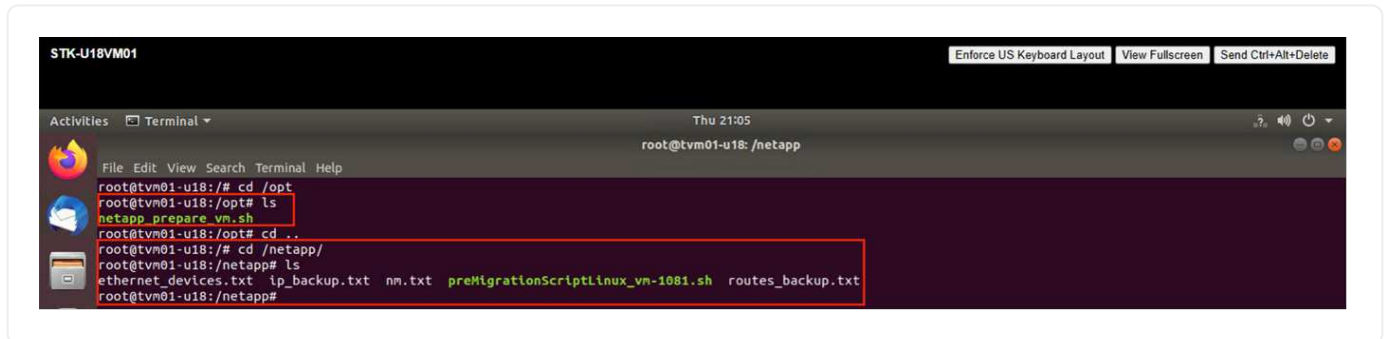 STK-U18VM01 Enforce US Keyboard Layout View Fullscreen Send Ctrl+Alt+Delete
Activities Terminal Thu 21:05
root@tvm01-u18: /netapp
File Edit View Search Terminal Help
root@tvm01-u18:/# cd /opt
root@tvm01-u18:/opt# ls
netapp_prepare_vm.sh
root@tvm01-u18:/opt# cd ..
root@tvm01-u18:/# cd /netapp/
root@tvm01-u18:/netapp# ls
ethernet_devices.txt ip_backup.txt nm.txt preMigrationScriptLinux_vm-1081.sh routes_backup.txt
root@tvm01-u18:/netapp#